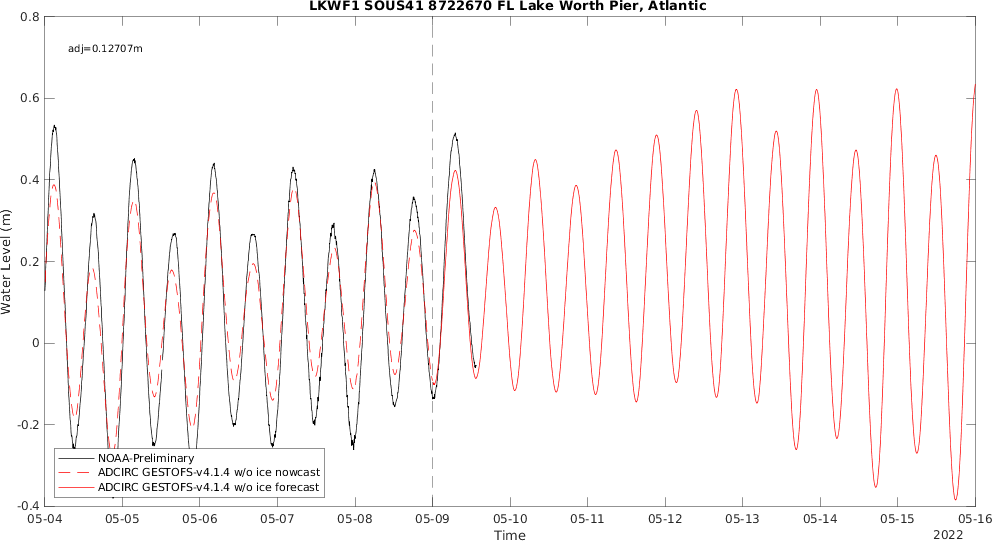 LKWF1 SOUS41 8722670 FL Lake Worth Pier, Atlantic
0.8
adj=0.12707m
0.6
0.4
0.2
0
-0.2
-0.4
Water Level (m)
NOAA-Preliminary
ADCIRC GESTOFS-v4.1.4 w/o ice nowcast
ADCIRC GESTOFS-v4.1.4 w/o ice forecast
05-04 05-05 05-06 05-07 05-08 05-09 05-10 05-11 05-12 05-13 05-14 05-15 05-16
Time
2022